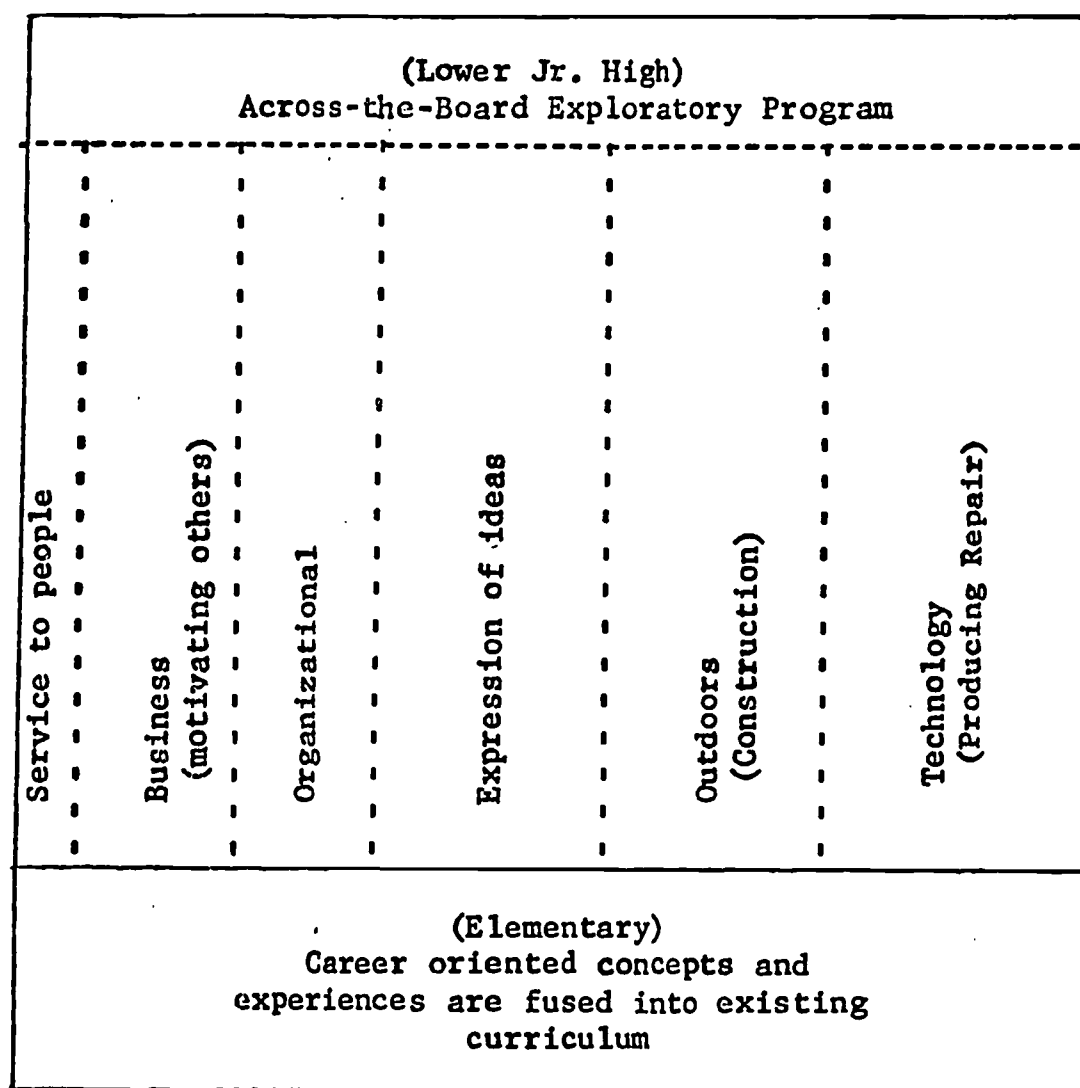 (Lower Jr. High)
Across-the-Board Exploratory Program
Service to people
Business
(motivating others)
Organizational
Expression of ideas
Outdoors
(Construction)
Technology
(Producing Repair)
(Elementary)
Career oriented concepts and
experiences are fused into existing
curriculum